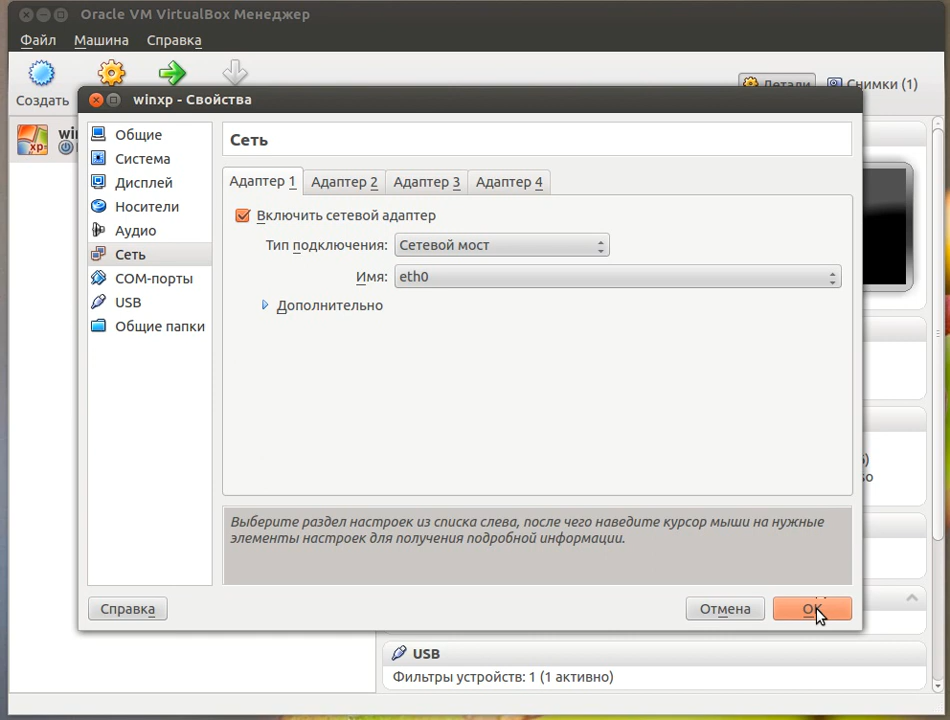 Oracle VM VirtualBox Менеджер
Файл Машина Справка
Создать
Детали Снимки (1)
winxp - Свойства
Общие
Система
Дисплей
Носители
Аудио
Сеть
COM-порты
USB
Общие папки
Сеть
Адаптер 1 Адаптер 2 Адаптер 3 Адаптер 4
Включить сетевой адаптер
Тип подключения: Сетевой мост
Имя: eth0
Дополнительно
Выберите раздел настроек из списка слева, после чего наведите курсор мыши на нужные
элементы настроек для получения подробной информации.
Справка Отмена OK
USB
Фильтры устройств: 1 (1 активно)